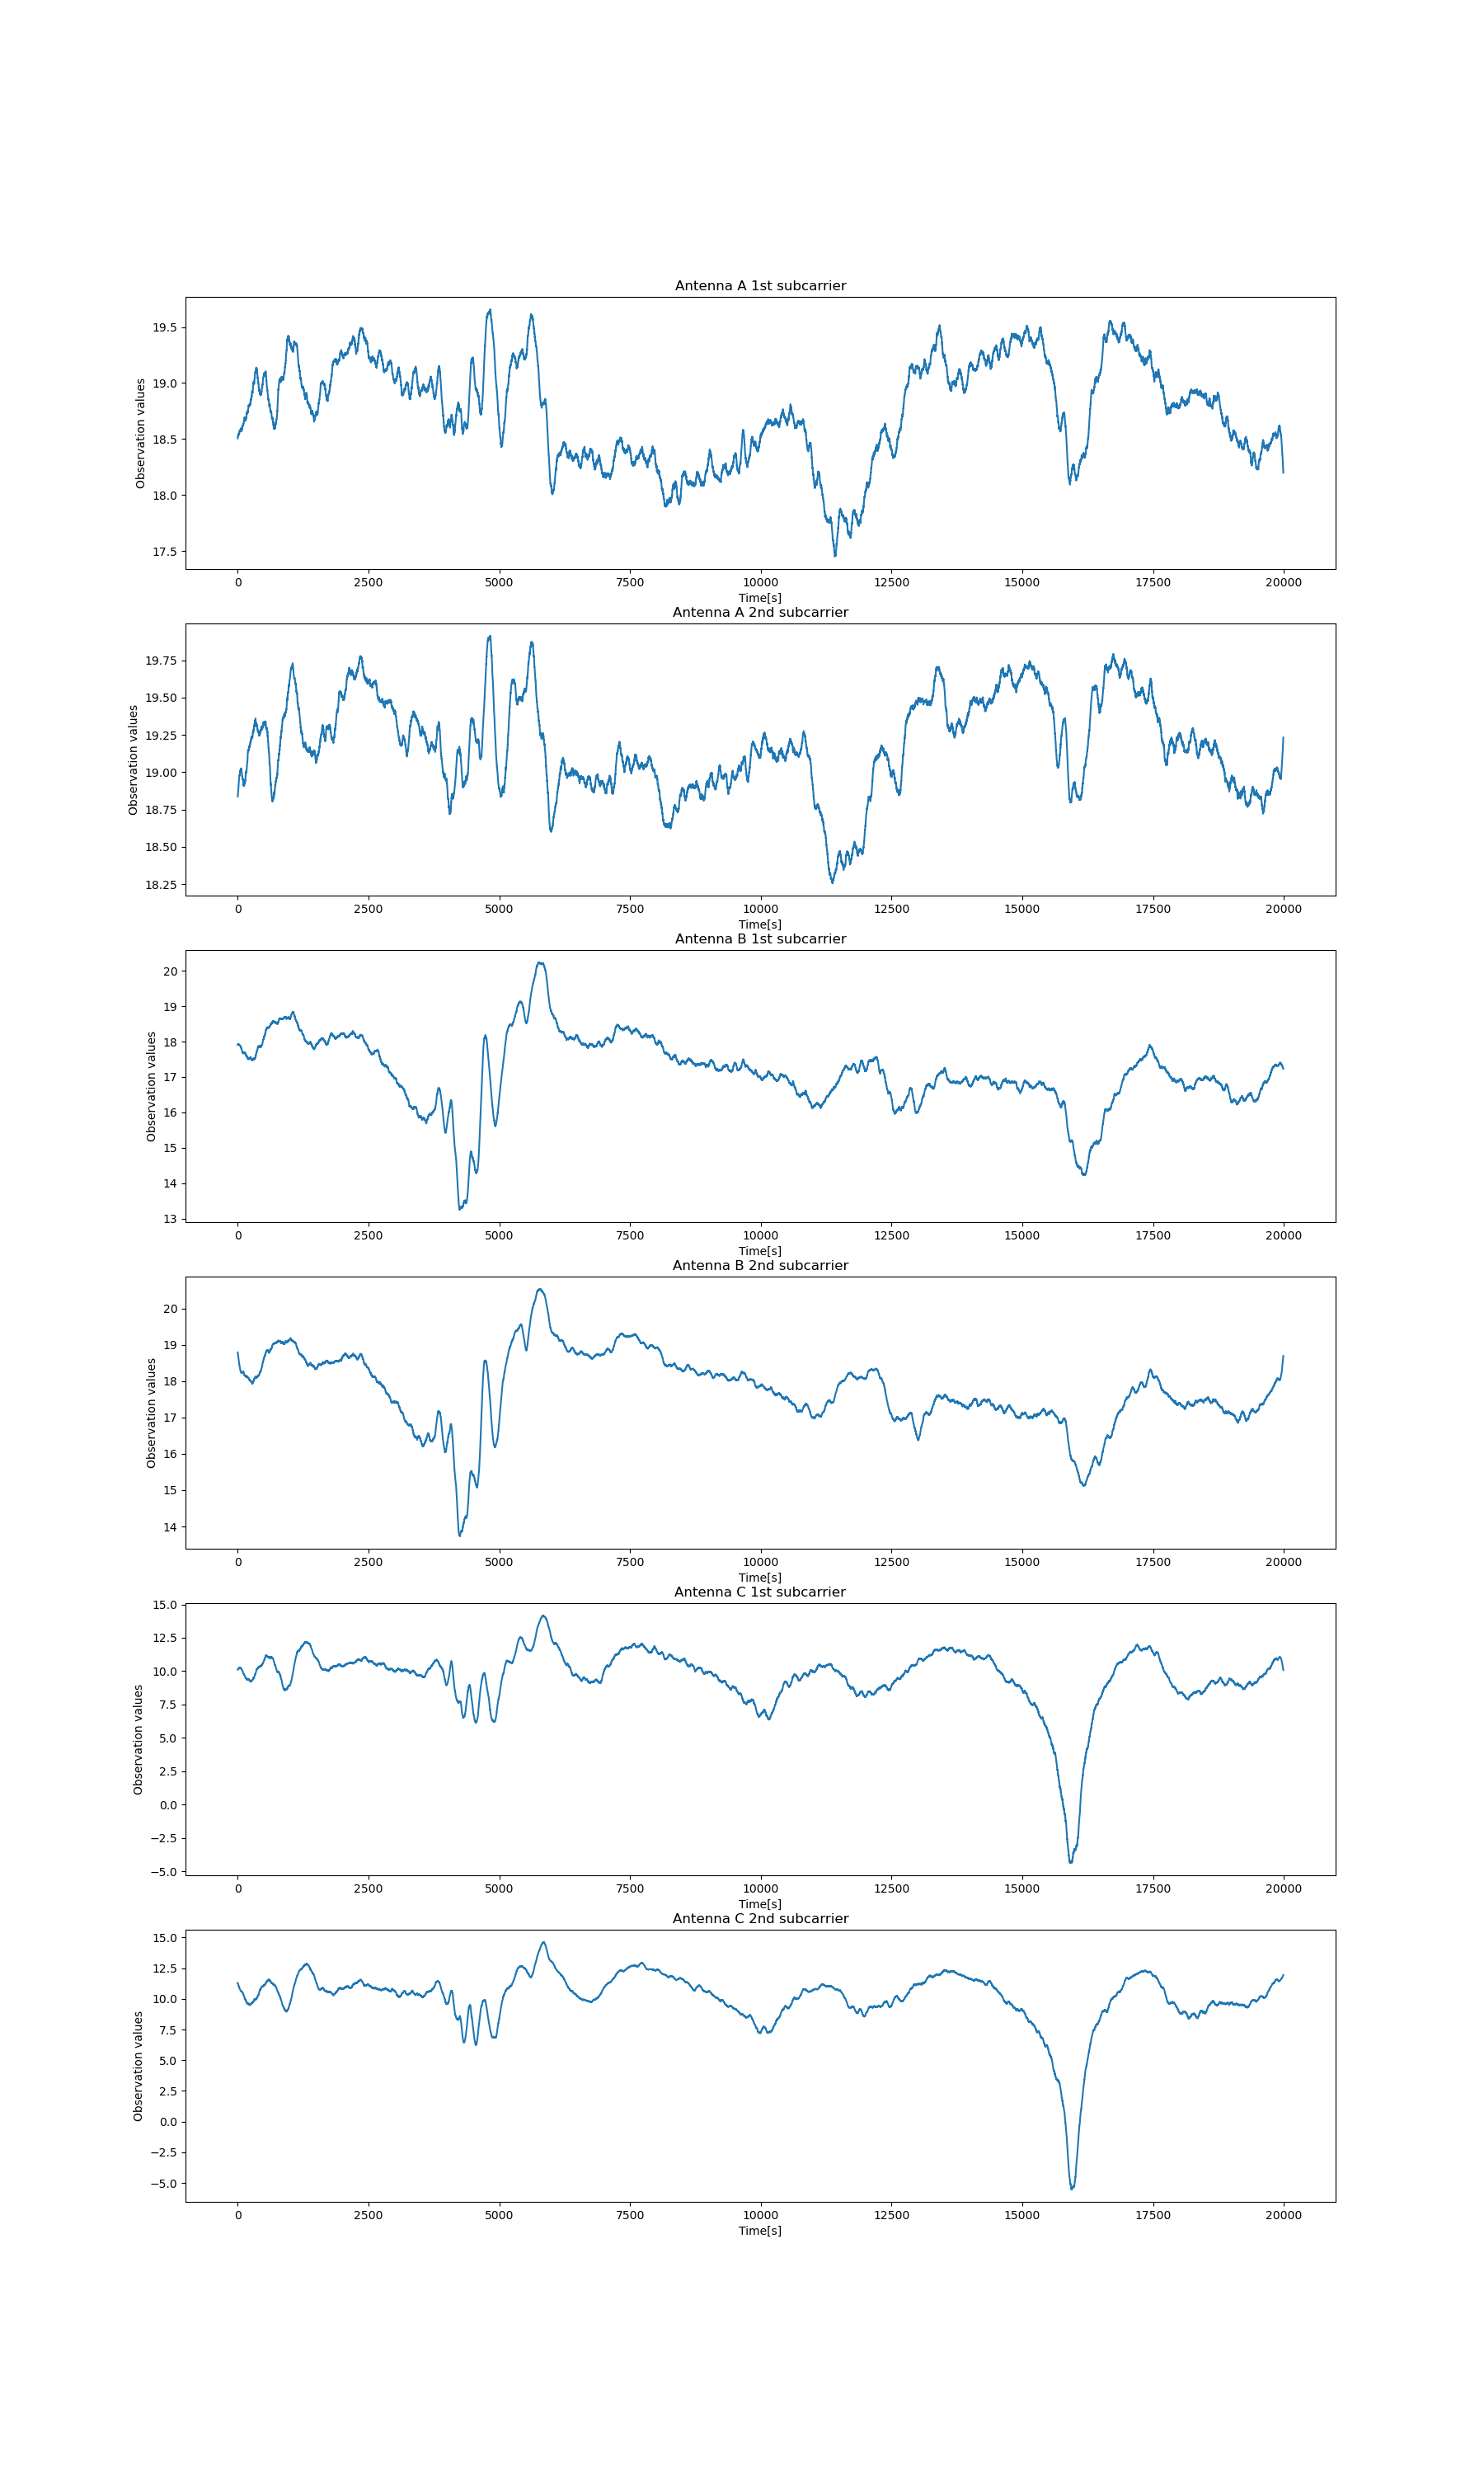 Antenna A 1st subcarrier
Observation values
19.5
19.0
18.5
18.0
17.5
0 2500 5000 7500 10000 12500 15000 17500 20000
Time[s]
Antenna A 2nd subcarrier
Observation values
19.75
19.50
19.25
19.00
18.75
18.50
18.25
0 2500 5000 7500 10000 12500 15000 17500 20000
Time[s]
Antenna B 1st subcarrier
Observation values
20
19
18
17
16
15
14
13
0 2500 5000 7500 10000 12500 15000 17500 20000
Time[s]
Antenna B 2nd subcarrier
Observation values
20
19
18
17
16
15
14
0 2500 5000 7500 10000 12500 15000 17500 20000
Time[s]
Antenna C 1st subcarrier
Observation values
15.0
12.5
10.0
7.5
5.0
2.5
0.0
−2.5
−5.0
0 2500 5000 7500 10000 12500 15000 17500 20000
Time[s]
Antenna C 2nd subcarrier
Observation values
15.0
12.5
10.0
7.5
5.0
2.5
0.0
−2.5
−5.0
0 2500 5000 7500 10000 12500 15000 17500 20000
Time[s]